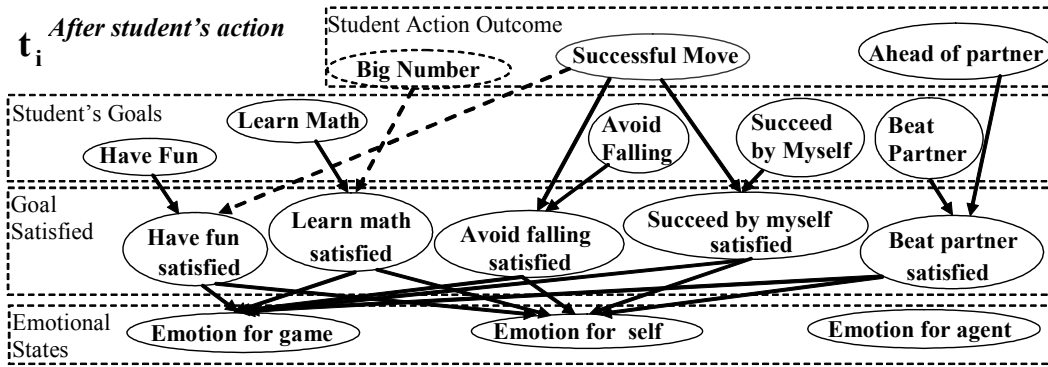 t i After student's action
Student Action Outcome
Big Number
Successful Move
Ahead of partner
Student's Goals
Have Fun
Learn Math
Avoid
Falling
Succeed
by Myself
Beat
Partner
Goal
Satisfied
Have fun
satisfied
Learn math
satisfied
Avoid falling
satisfied
Succeed by myself
satisfied
Beat partner
satisfied
Emotional
States
Emotion for game
Emotion for self
Emotion for agent